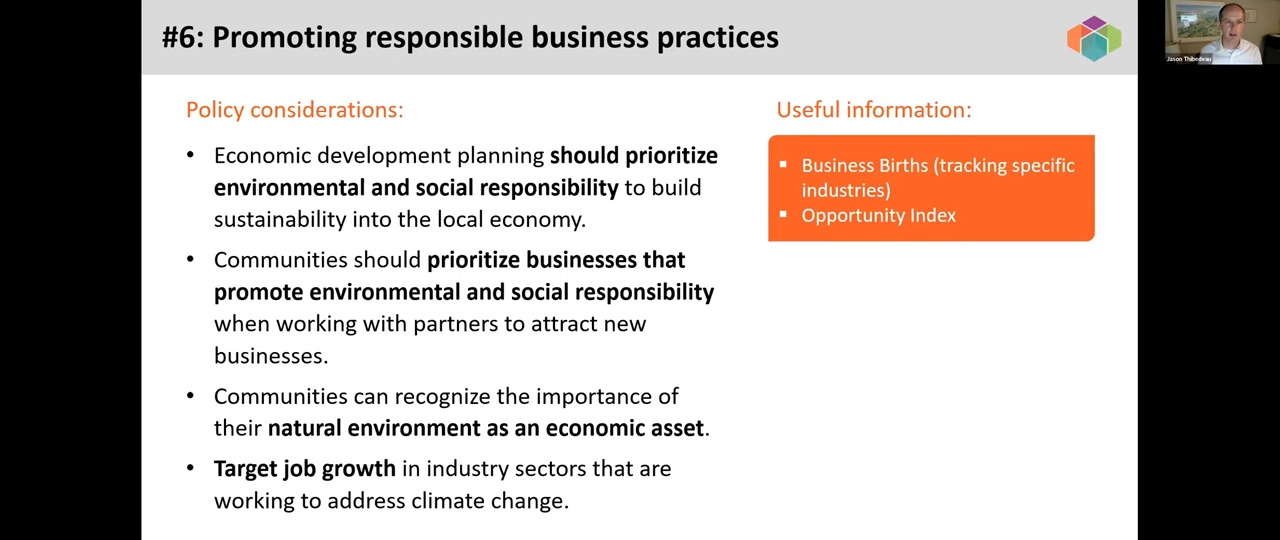 #6: Promoting responsible business practices
Jason Thibedeau
Policy considerations:
• Economic development planning should prioritize
environmental and social responsibility to build
sustainability into the local economy.
• Communities should prioritize businesses that
promote environmental and social responsibility
when working with partners to attract new
businesses.
• Communities can recognize the importance of
their natural environment as an economic asset.
• Target job growth in industry sectors that are
working to address climate change.
Useful information:
▪ Business Births (tracking specific
industries)
▪ Opportunity Index